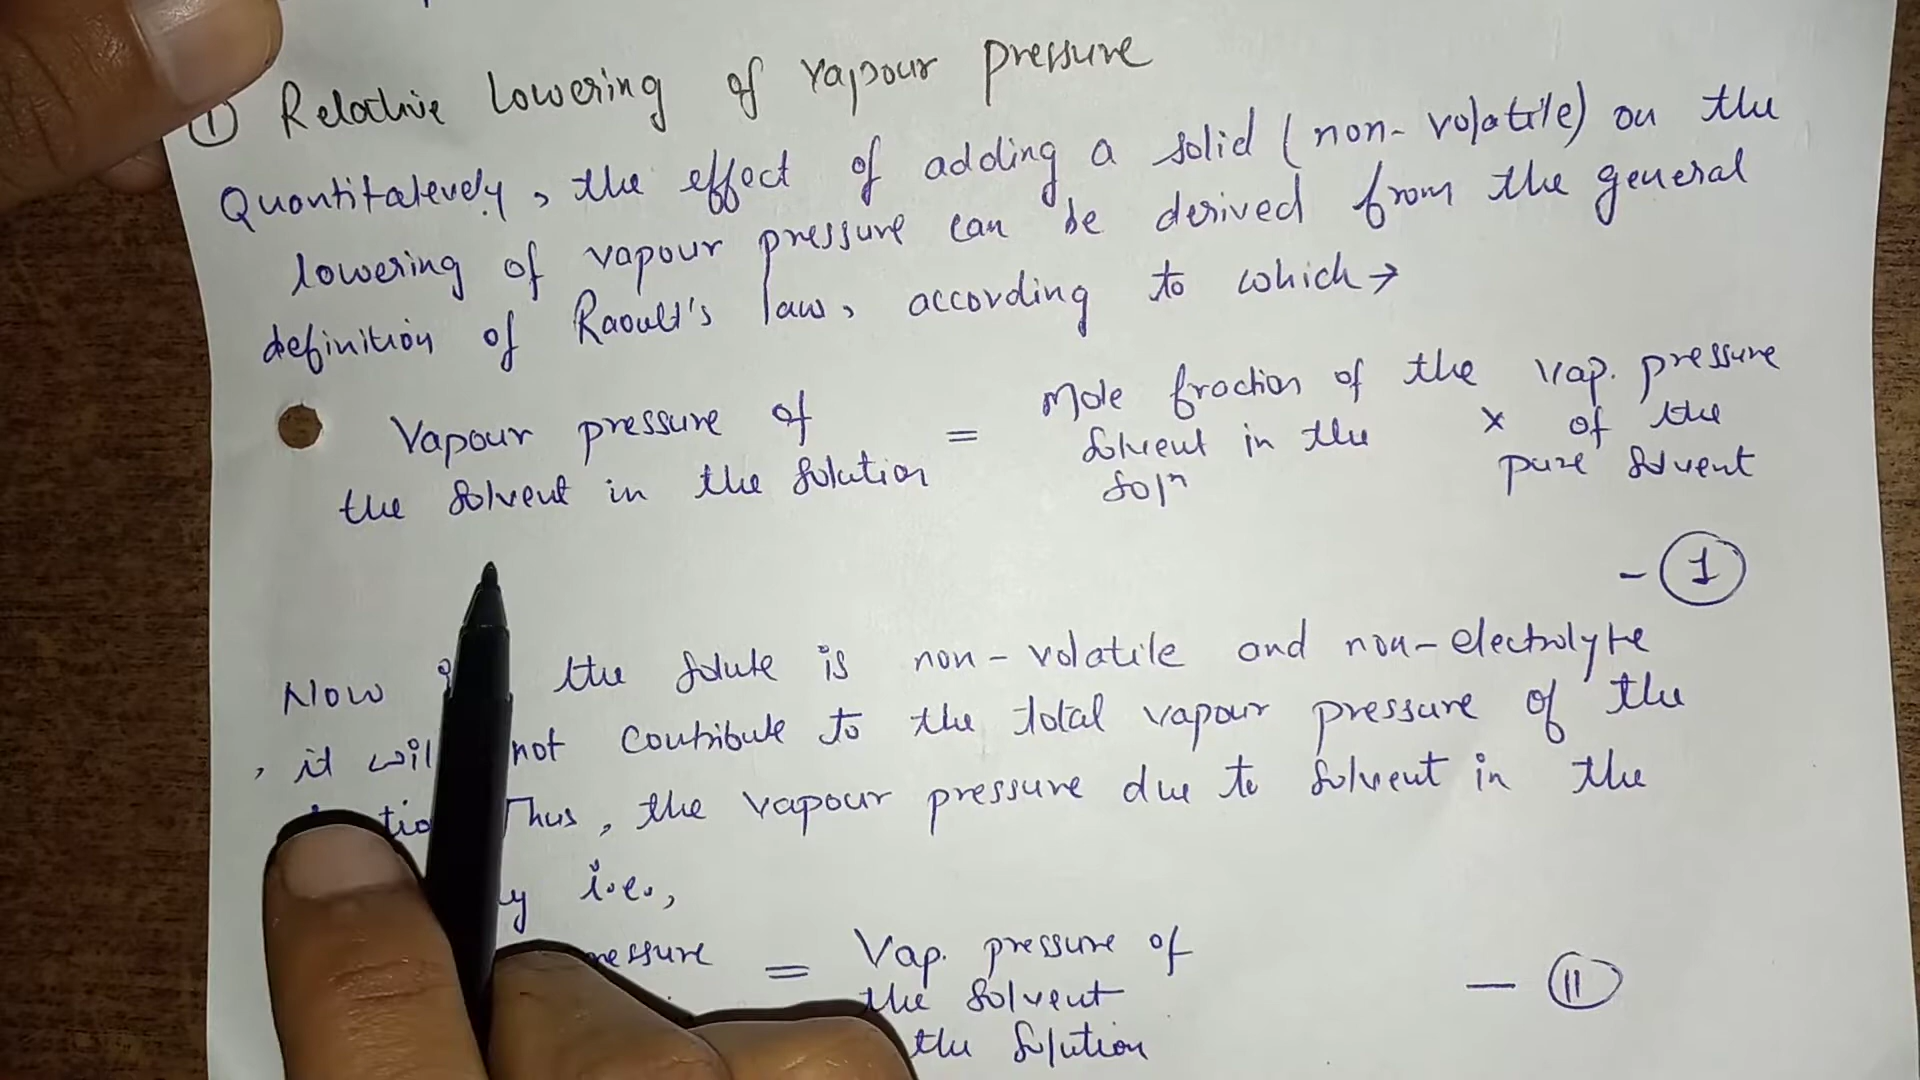 ① Relative lowering of vapour pressure
Quantitatevely, the effect of adding a solid (non-volatile) on the
lowering of vapour pressure can be derived from the general
definition of Raoult's law, according to which →
Vapour pressure of = Mole fraction of the vap. pressure
the solvent in the solution solvent in the × of the
solⁿ pure solvent
- ①
Now the solute is non-volatile and non-electrolyte
, it will not contribute to the total vapour pressure of the
Thus, the vapour pressure due to solvent in the
i.e.,
= Vap. pressure of
the solvent — ⑪
the solution